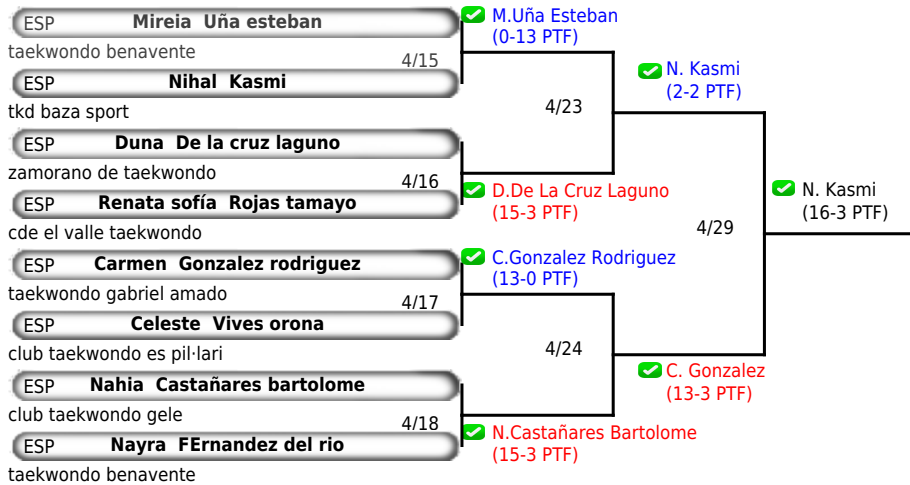 ESP Mireia Uña esteban
taekwondo benavente
4/15
ESP Nihal Kasmi
tkd baza sport
ESP Duna De la cruz laguno
zamorano de taekwondo
4/16
ESP Renata sofía Rojas tamayo
cde el valle taekwondo
ESP Carmen Gonzalez rodriguez
taekwondo gabriel amado
4/17
ESP Celeste Vives orona
club taekwondo es pil·lari
ESP Nahia Castañares bartolome
club taekwondo gele
4/18
ESP Nayra FErnandez del rio
taekwondo benavente
M.Uña Esteban
(0-13 PTF)
4/23
D.De La Cruz Laguno
(15-3 PTF)
C.Gonzalez Rodriguez
(13-0 PTF)
4/24
N.Castañares Bartolome
(15-3 PTF)
N. Kasmi
(2-2 PTF)
4/29
C. Gonzalez
(13-3 PTF)
N. Kasmi
(16-3 PTF)